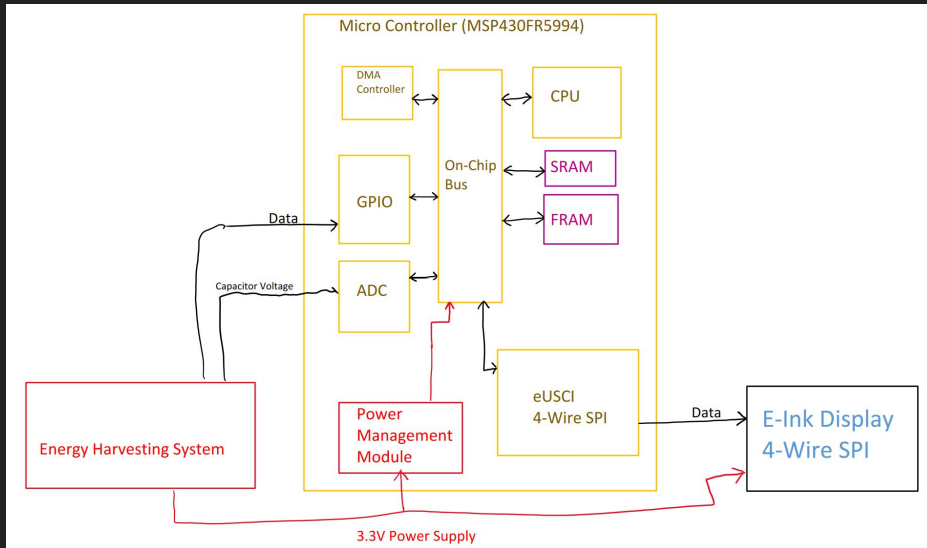 Micro Controller (MSP430FR5994)
DMA
Controller
CPU
On-Chip
Bus
SRAM
GPIO
FRAM
Data
Capacitor Voltage
ADC
Energy Harvesting System
Power
Management
Module
eUSCI
4-Wire SPI
Data
E-Ink Display
4-Wire SPI
3.3V Power Supply